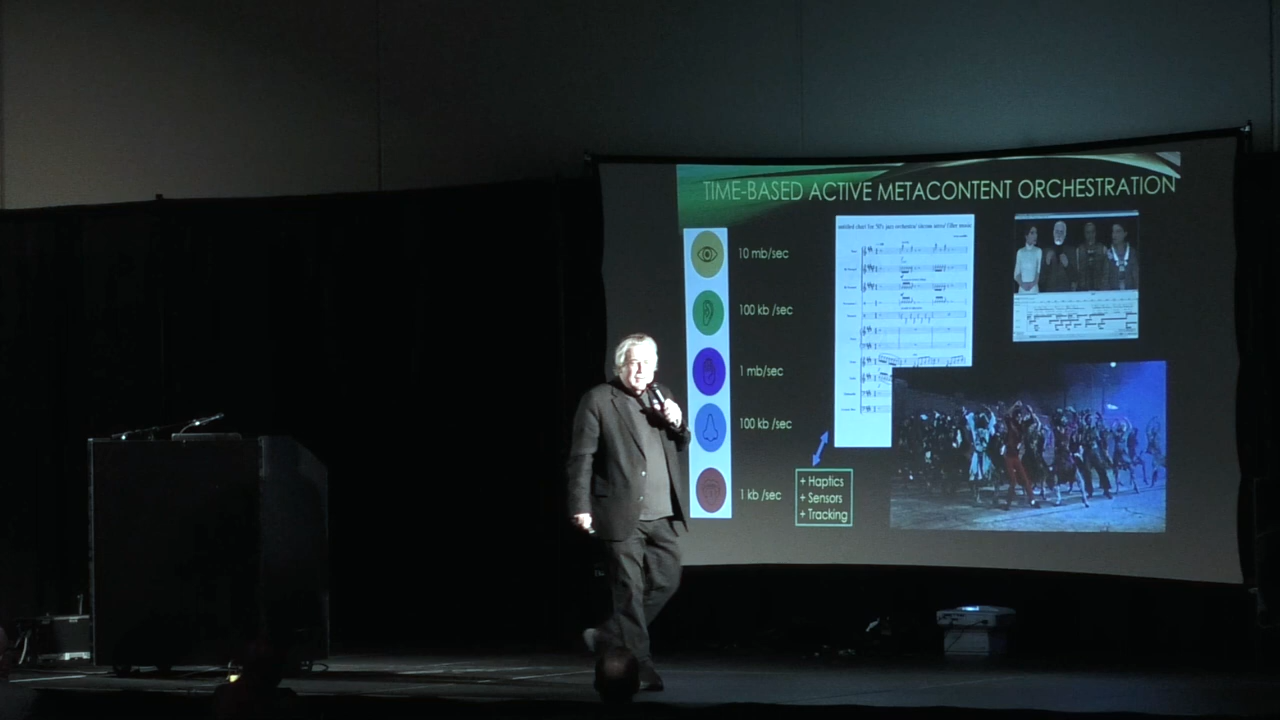 TIME-BASED ACTIVE METACONTENT ORCHESTRATION
10 mb/sec
100 kb /sec
1 mb/sec
100 kb /sec
1 kb /sec
+ Haptics
+ Sensors
+ Tracking